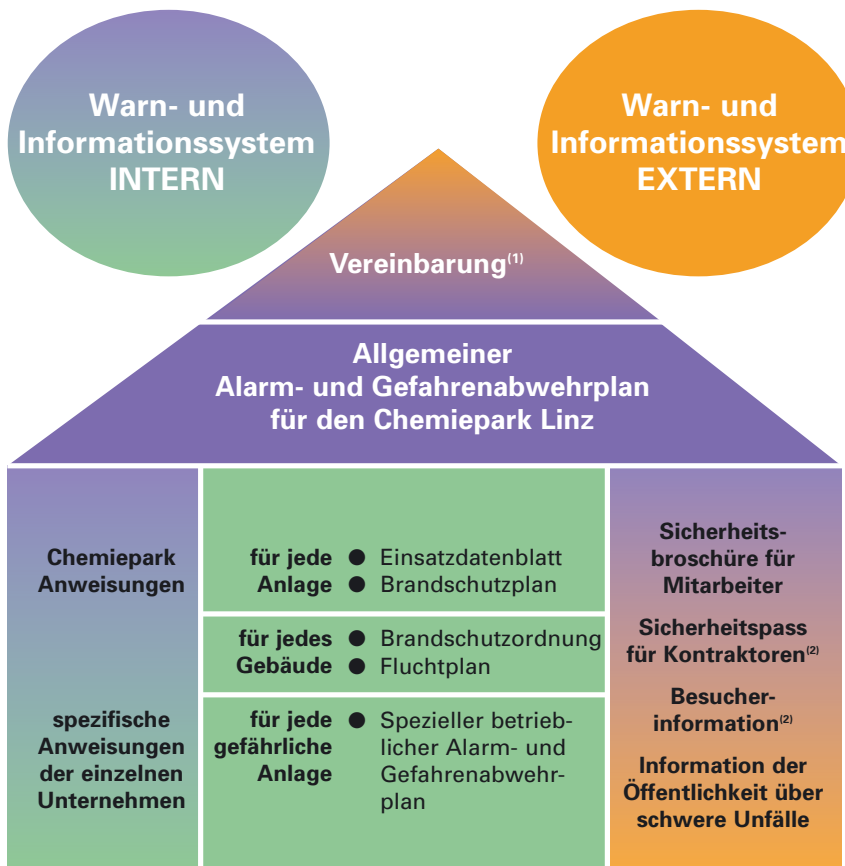 Warn- und
Informationssystem
INTERN
Warn- und
Informationssystem
EXTERN
Vereinbarung(1)
Allgemeiner
Alarm- und Gefahrenabwehrplan
für den Chemiepark Linz
Chemiepark
Anweisungen
spezifische
Anweisungen
der einzelnen
Unternehmen
für jede ● Einsatzdatenblatt
Anlage ● Brandschutzplan
für jedes ● Brandschutzordnung
Gebäude ● Fluchtplan
für jede ● Spezieller betrieb-
gefährliche licher Alarm- und
Anlage Gefahrenabwehr-
plan
Sicherheits-
broschüre für
Mitarbeiter
Sicherheitspass
für Kontraktoren(2)
Besucher-
information(2)
Information der
Öffentlichkeit über
schwere Unfälle